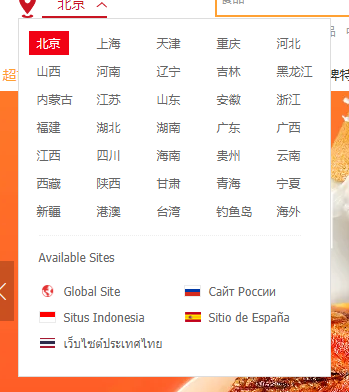 北京
北京 上海 天津 重庆 河北
山西 河南 辽宁 吉林 黑龙江
内蒙古 江苏 山东 安徽 浙江
福建 湖北 湖南 广东 广西
江西 四川 海南 贵州 云南
西藏 陕西 甘肃 青海 宁夏
新疆 港澳 台湾 钓鱼岛 海外
Available Sites
Global Site Сайт России
Situs Indonesia Sitio de España
เว็บไซต์ประเทศไทย